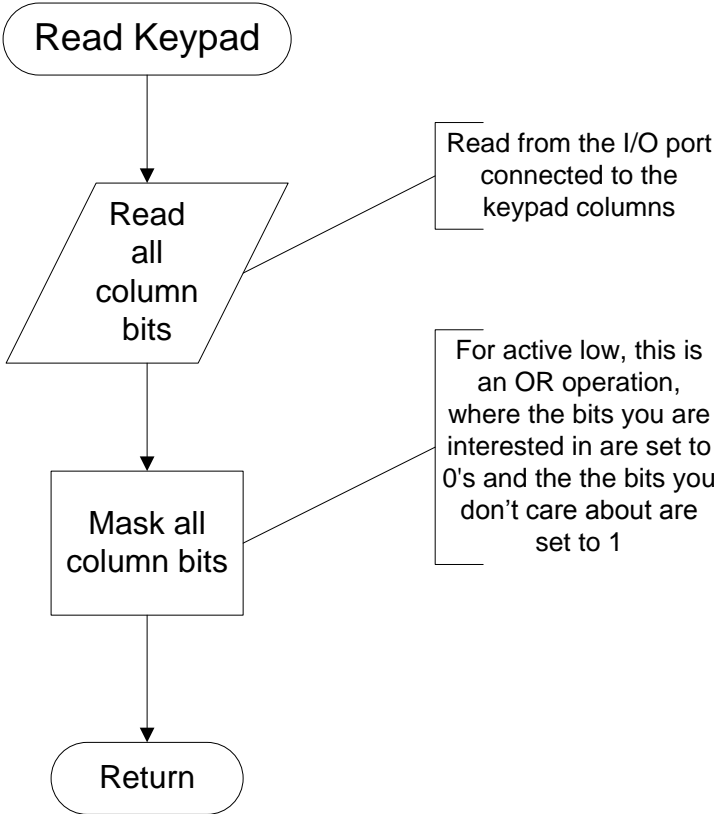 Read Keypad
Read from the I/O port
connected to the
keypad columns
Read
all
column
bits
For active low, this is
an OR operation,
where the bits you are
interested in are set to
0's and the the bits you
don’t care about are
set to 1
Mask all
column bits
Return